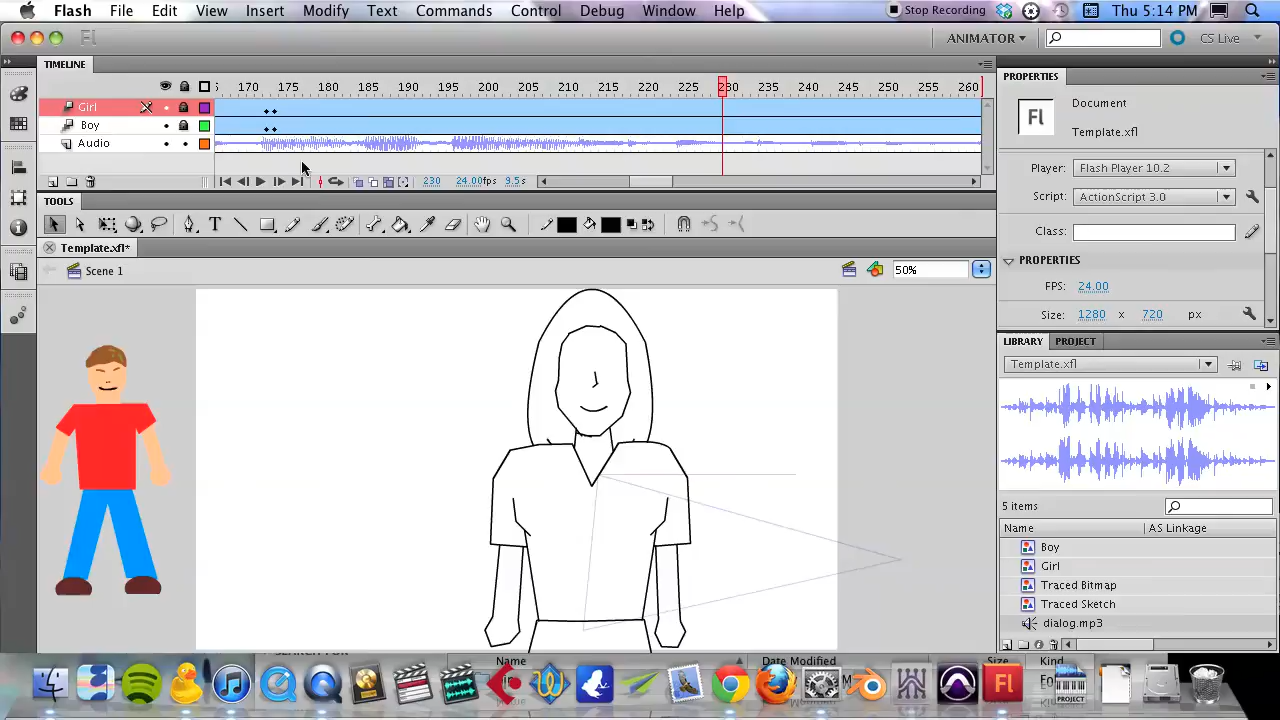 Flash File Edit View Insert Modify Text Commands Control Debug Window Help Stop Recording Thu 5:14 PM
Fl ANIMATOR CS Live
TIMELINE
170 175 180 185 190 195 200 205 210 215 220 225 230 235 240 245 250 255 260
Girl
Boy
Audio
230 24.00fps 9.5s
TOOLS
T
Template.xfl*
Scene 1 50%
PROPERTIES
Fl
Document
Template.xfl
Player: Flash Player 10.2
Script: ActionScript 3.0
Class:
PROPERTIES
FPS: 24.00
Size: 1280 x 720 px
LIBRARY PROJECT
Template.xfl
5 items
Name AS Linkage
Boy
Girl
Traced Bitmap
Traced Sketch
dialog.mp3
Name Date Modified Size Kind
Fl
PROJECT